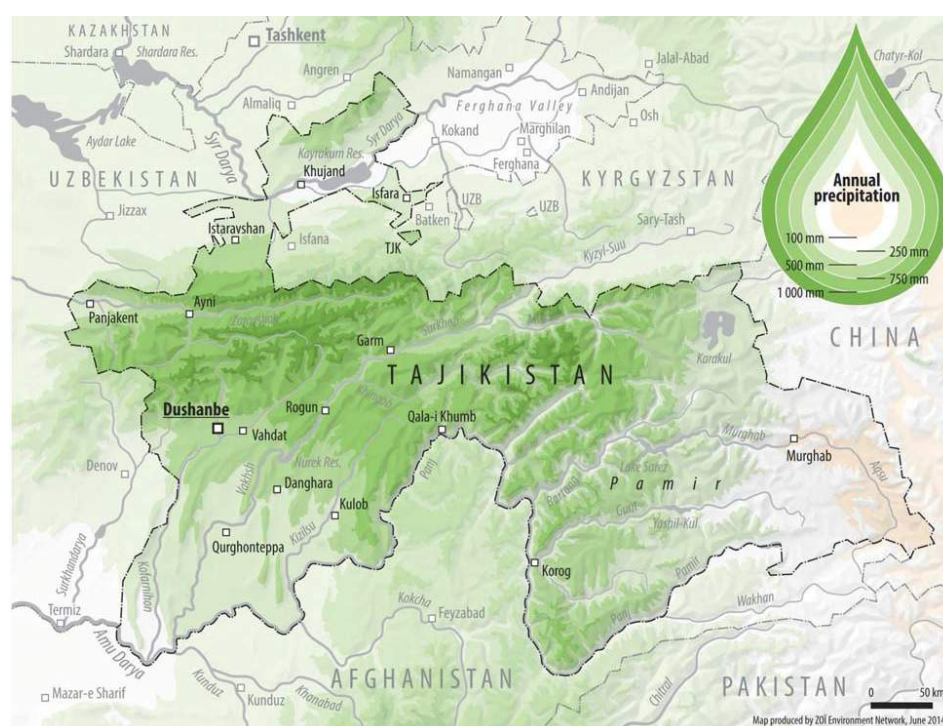 KAZAKHSTAN
Shardara
Shardara Res.
Tashkent
Angren
Namangan
Jalal-Abad
Chatyr-Kol
Almaliq
Andijan
Ferghana Valley
Osh
Aydar Lake
Syr Darya
Syr Darya
Kokand
Marghilan
Kayrakum Res.
Ferghana
Khujand
UZBEKISTAN
KYRGYZSTAN
Isfara
UZB
Batken
UZB
Jizzax
Istaravshan
Isfana
TJK
Sary-Tash
Kyzyl-Suu
Annual
precipitation
100 mm
250 mm
500 mm
750 mm
1 000 mm
Panjakent
Ayni
Zaravshan
Garm
Surkhob
Karakul
CHINA
TAJIKISTAN
Dushanbe
Vahdat
Rogun
Qala-i Khumb
Murghab
Murghab
Denov
Vakhsh
Nurek Res.
Panj
Danghara
Lake Sarez
Aqsu
Bartang
Pamir
Kulob
Gunt
Yashil-Kül
Kizilsu
Qurghonteppa
Surkhandarya
Kafarnihon
Korog
Pamir
Termiz
Amu Darya
Kokcha
Feyzabad
Panj
Wakhan
AFGHANISTAN
Mazar-e Sharif
Kunduz
Kunduz
Khanabad
Chitral
PAKISTAN
0 50 km
Map produced by ZOÏ Environment Network, June 201